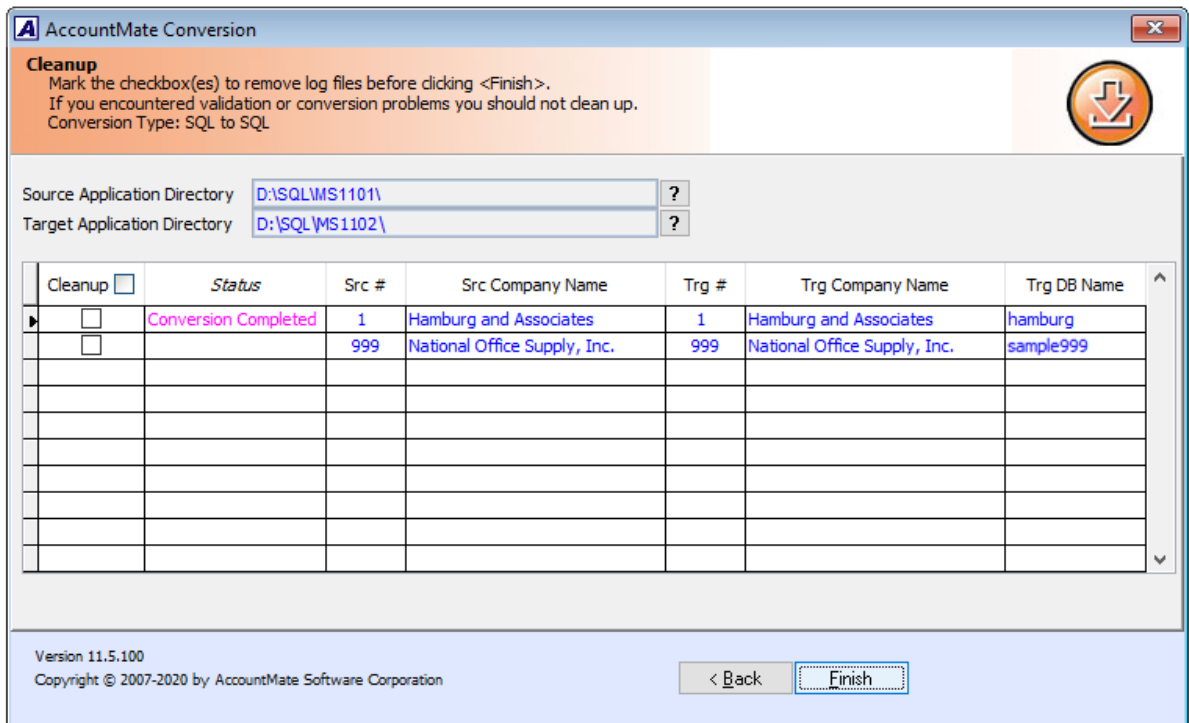 AccountMate Conversion
Cleanup
Mark the checkbox(es) to remove log files before clicking <Finish>.
If you encountered validation or conversion problems you should not clean up.
Conversion Type: SQL to SQL
Source Application Directory D:\SQL\MS1101\ ?
Target Application Directory D:\SQL\MS1102\ ?
Cleanup Status Src # Src Company Name Trg # Trg Company Name Trg DB Name
Conversion Completed 1 Hamburg and Associates 1 Hamburg and Associates hamburg
999 National Office Supply, Inc. 999 National Office Supply, Inc. sample999
Version 11.5.100
Copyright © 2007-2020 by AccountMate Software Corporation
< Back Finish